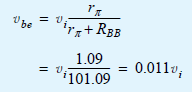 v_be = v_i r_π / (r_π + R_BB)
= v_i 1.09 / 101.09 = 0.011v_i